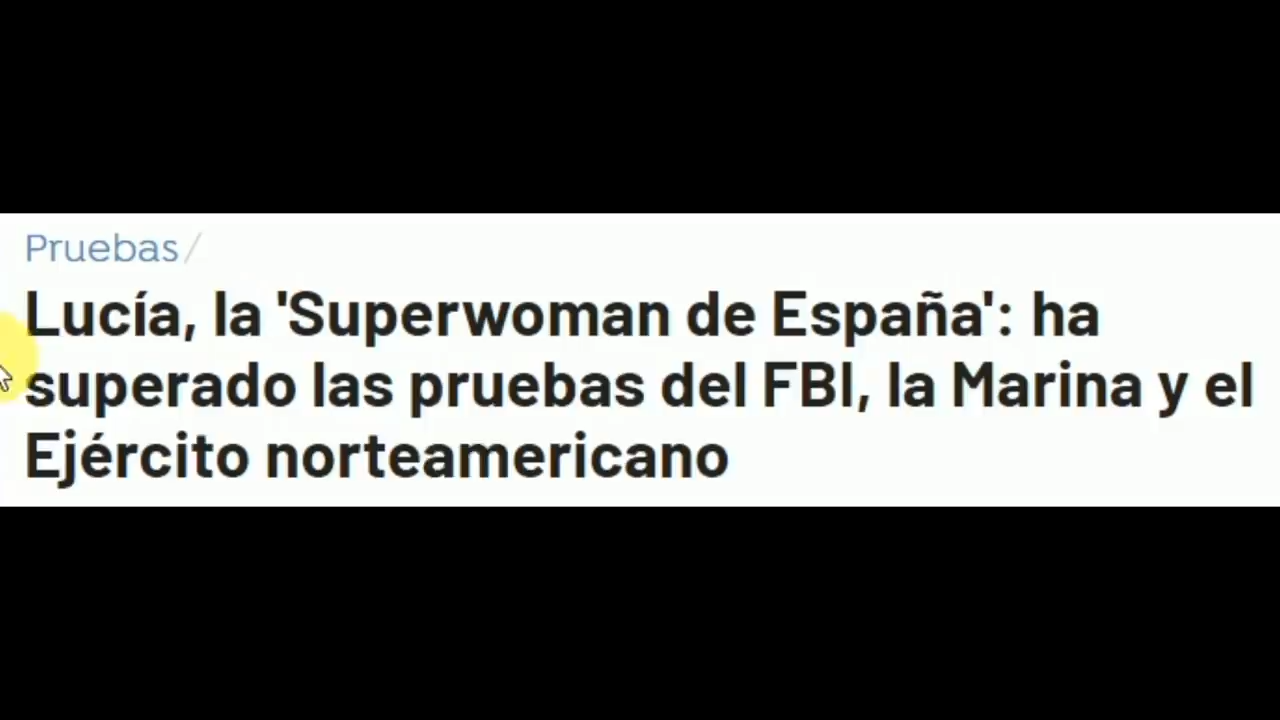 Pruebas/
Lucía, la 'Superwoman de España': ha
superado las pruebas del FBI, la Marina y el
Ejército norteamericano